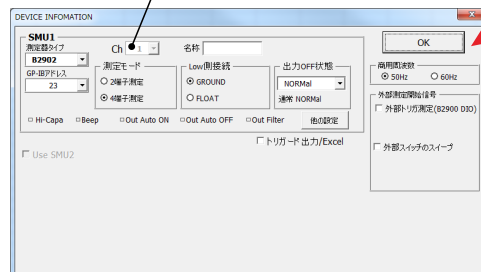 DEVICE INFOMATION
SMU1
測定器タイプ
B2902
GP-IBアドレス
23
Ch 1
名称
測定モード
2端子測定
4端子測定
Low側接続
GROUND
FLOAT
出力OFF状態
NORMal
通常 NORMal
Hi-Capa
Beep
Out Auto ON
Out Auto OFF
Out Filter
他の設定
トリガード出力/Excel
Use SMU2
OK
商用周波数
50Hz
60Hz
外部測定開始信号
外部トリガ測定(B2900 DIO)
外部スイッチのスイープ